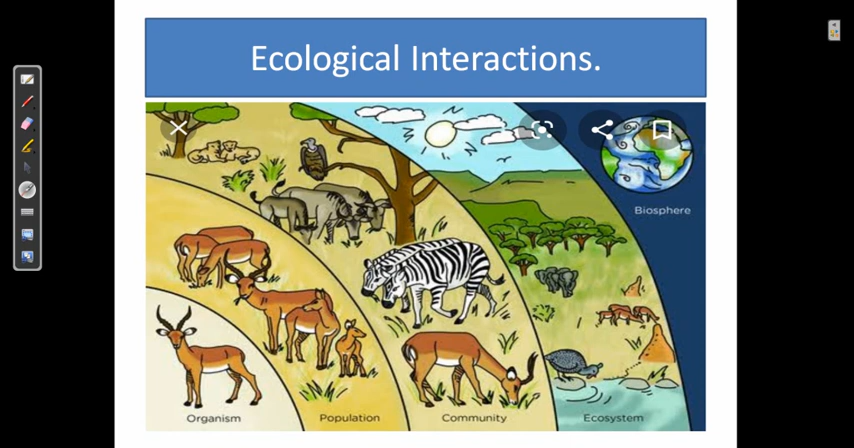 Ecological Interactions.
Biosphere
Organism
Population
Community
Ecosystem